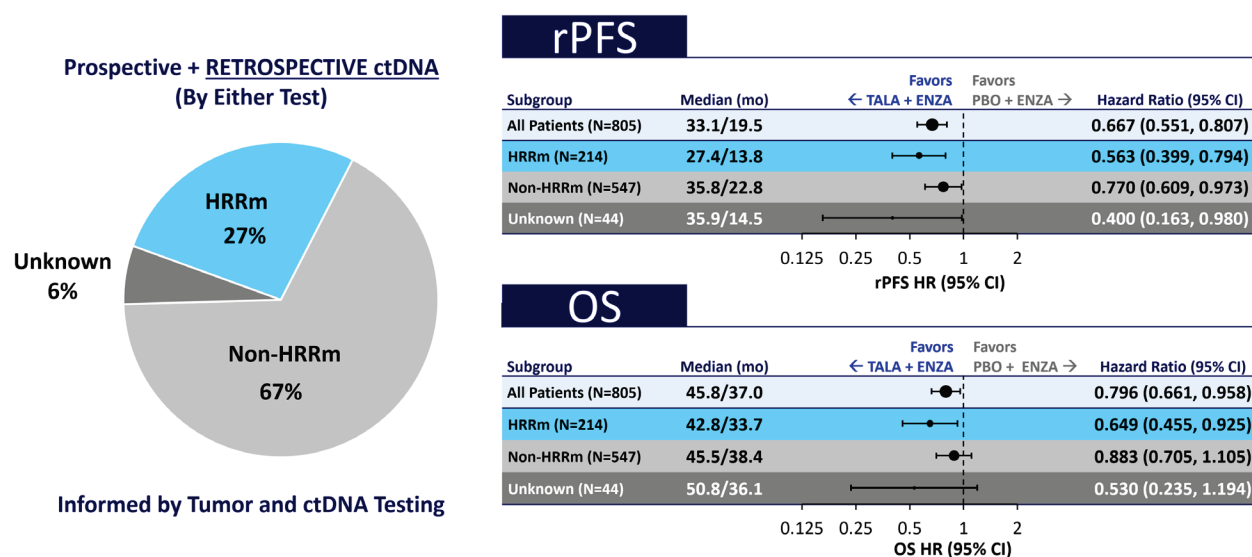 Prospective + RETROSPECTIVE ctDNA
(By Either Test)
HRRm
27%
Unknown
6%
Non-HRRm
67%
Informed by Tumor and ctDNA Testing
rPFS
Favors Favors
Subgroup Median (mo) ← TALA + ENZA PBO + ENZA → Hazard Ratio (95% CI)
All Patients (N=805) 33.1/19.5 0.667 (0.551, 0.807)
HRRm (N=214) 27.4/13.8 0.563 (0.399, 0.794)
Non-HRRm (N=547) 35.8/22.8 0.770 (0.609, 0.973)
Unknown (N=44) 35.9/14.5 0.400 (0.163, 0.980)
0.125 0.25 0.5 1 2
rPFS HR (95% CI)
OS
Favors Favors
Subgroup Median (mo) ← TALA + ENZA PBO + ENZA → Hazard Ratio (95% CI)
All Patients (N=805) 45.8/37.0 0.796 (0.661, 0.958)
HRRm (N=214) 42.8/33.7 0.649 (0.455, 0.925)
Non-HRRm (N=547) 45.5/38.4 0.883 (0.705, 1.105)
Unknown (N=44) 50.8/36.1 0.530 (0.235, 1.194)
0.125 0.25 0.5 1 2
OS HR (95% CI)